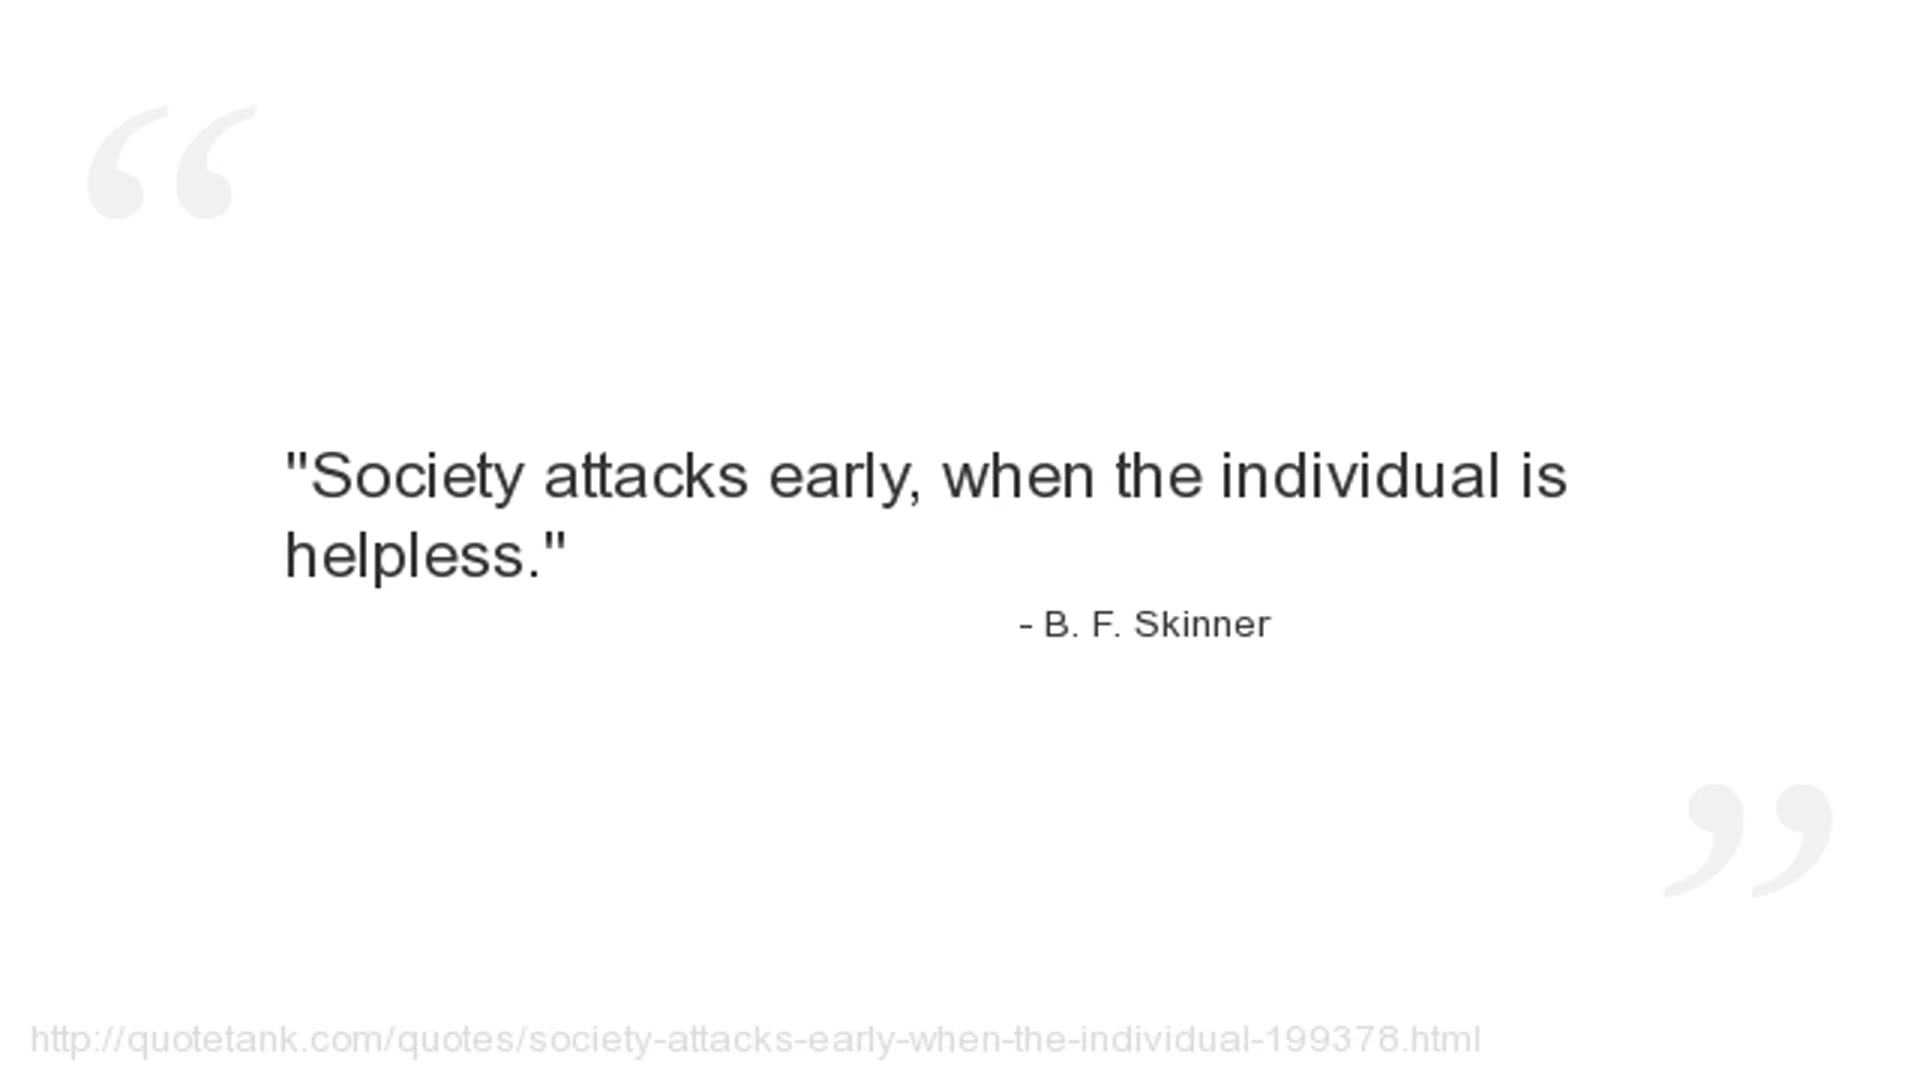 "Society attacks early, when the individual is
helpless."
- B. F. Skinner
http://quotetank.com/quotes/society-attacks-early-when-the-individual-199378.html